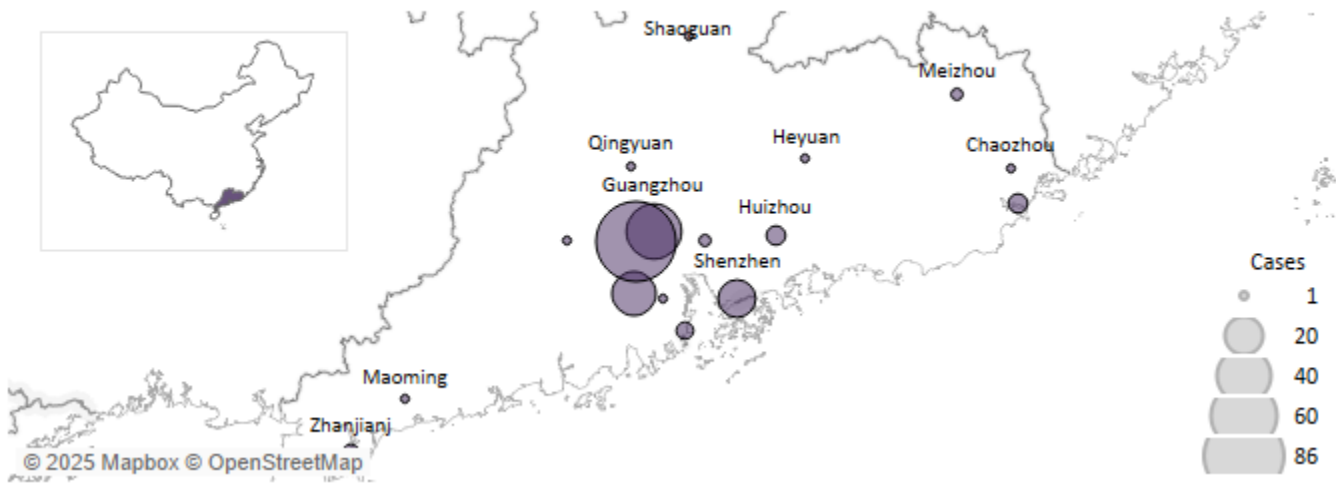 Shaoguan
Meizhou
Qingyuan
Heyuan
Chaozhou
Guangzhou
Huizhou
Shenzhen
Cases
1
20
40
60
86
Maoming
Zhanjianj
© 2025 Mapbox © OpenStreetMap